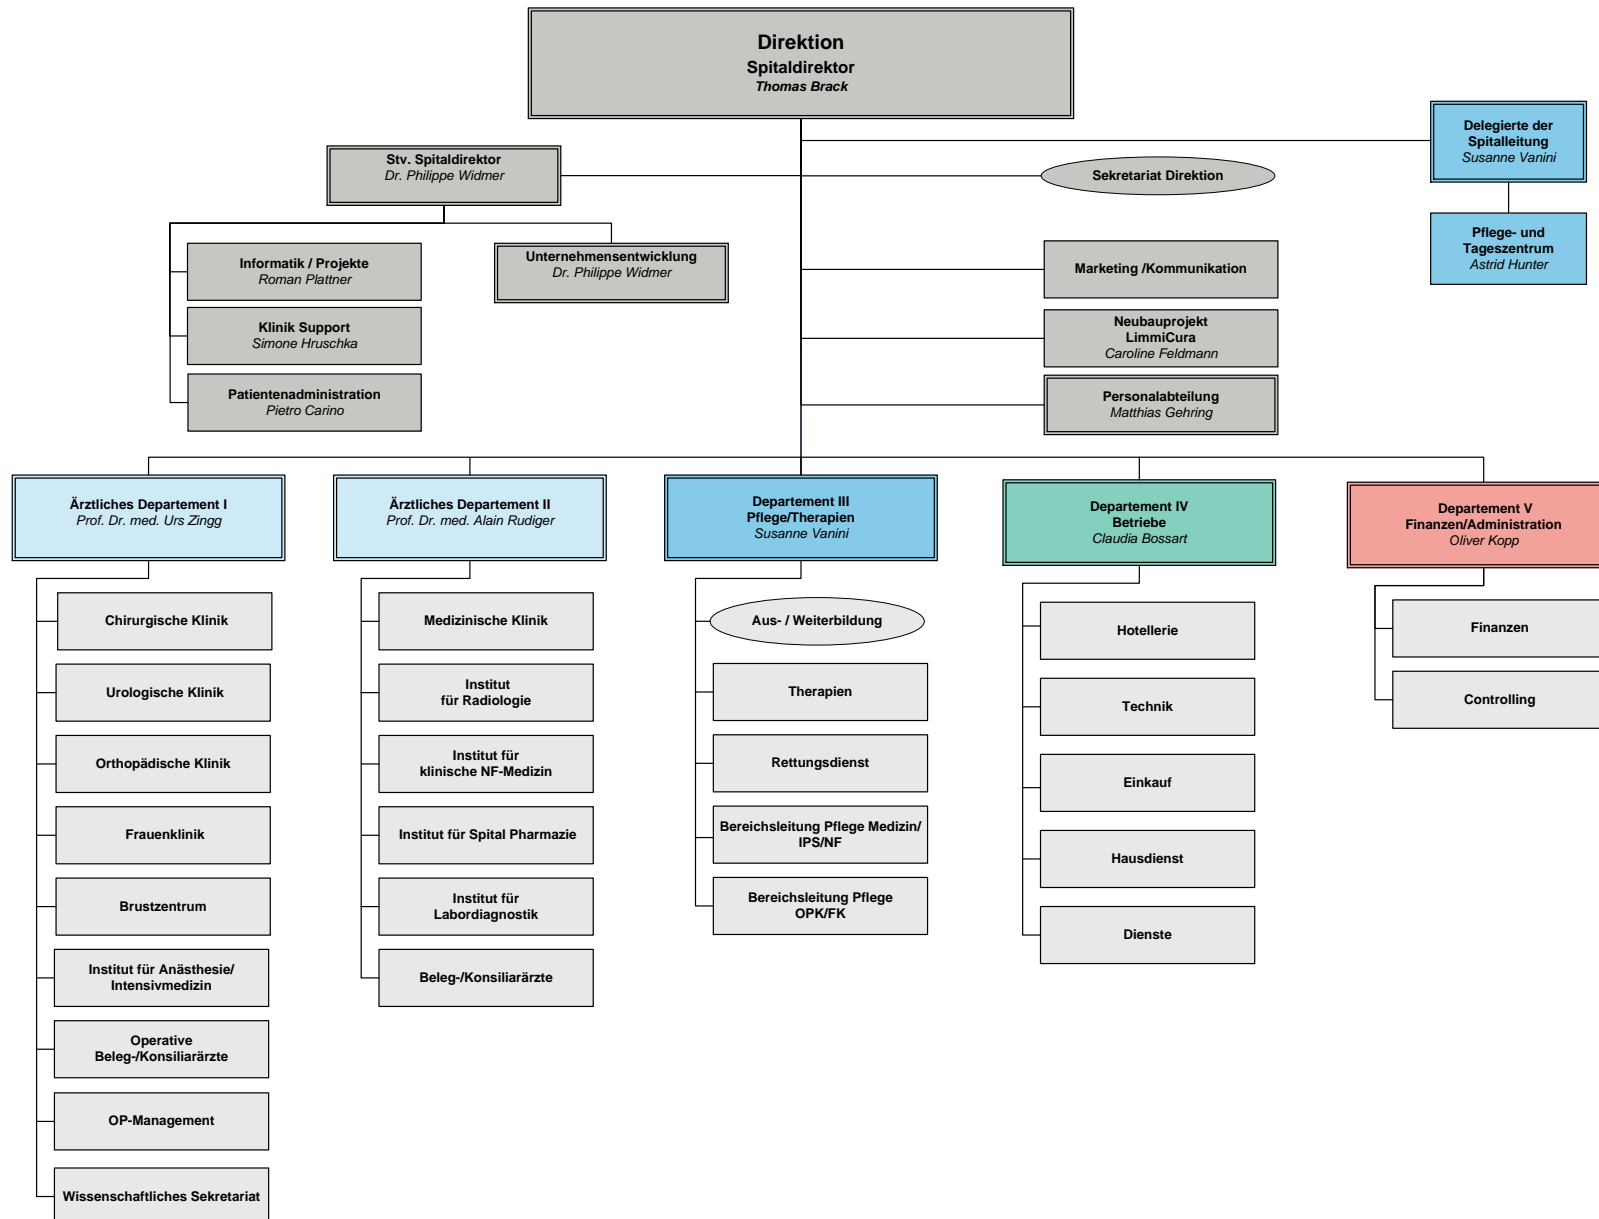 Direktion
Spitaldirektor
Thomas Brack
Delegierte der
Spitalleitung
Susanne Vanini
Stv. Spitaldirektor
Dr. Philippe Widmer
Sekretariat Direktion
Pflege- und
Tageszentrum
Astrid Hunter
Informatik / Projekte
Roman Plattner
Unternehmensentwicklung
Dr. Philippe Widmer
Marketing /Kommunikation
Klinik Support
Simone Hruschka
Neubauprojekt
LimmiCura
Caroline Feldmann
Patientenadministration
Pietro Carino
Personalabteilung
Matthias Gehring
Ärztliches Departement I
Prof. Dr. med. Urs Zingg
Ärztliches Departement II
Prof. Dr. med. Alain Rudiger
Departement III
Pflege/Therapien
Susanne Vanini
Departement IV
Betriebe
Claudia Bossart
Departement V
Finanzen/Administration
Oliver Kopp
Chirurgische Klinik
Urologische Klinik
Orthopädische Klinik
Frauenklinik
Brustzentrum
Institut für Anästhesie/
Intensivmedizin
Operative
Beleg-/Konsiliarärzte
OP-Management
Wissenschaftliches Sekretariat
Medizinische Klinik
Institut
für Radiologie
Institut für
klinische NF-Medizin
Institut für Spital Pharmazie
Institut für
Labordiagnostik
Beleg-/Konsiliarärzte
Aus- / Weiterbildung
Therapien
Rettungsdienst
Bereichsleitung Pflege Medizin/
IPS/NF
Bereichsleitung Pflege
OPK/FK
Hotellerie
Technik
Einkauf
Hausdienst
Dienste
Finanzen
Controlling